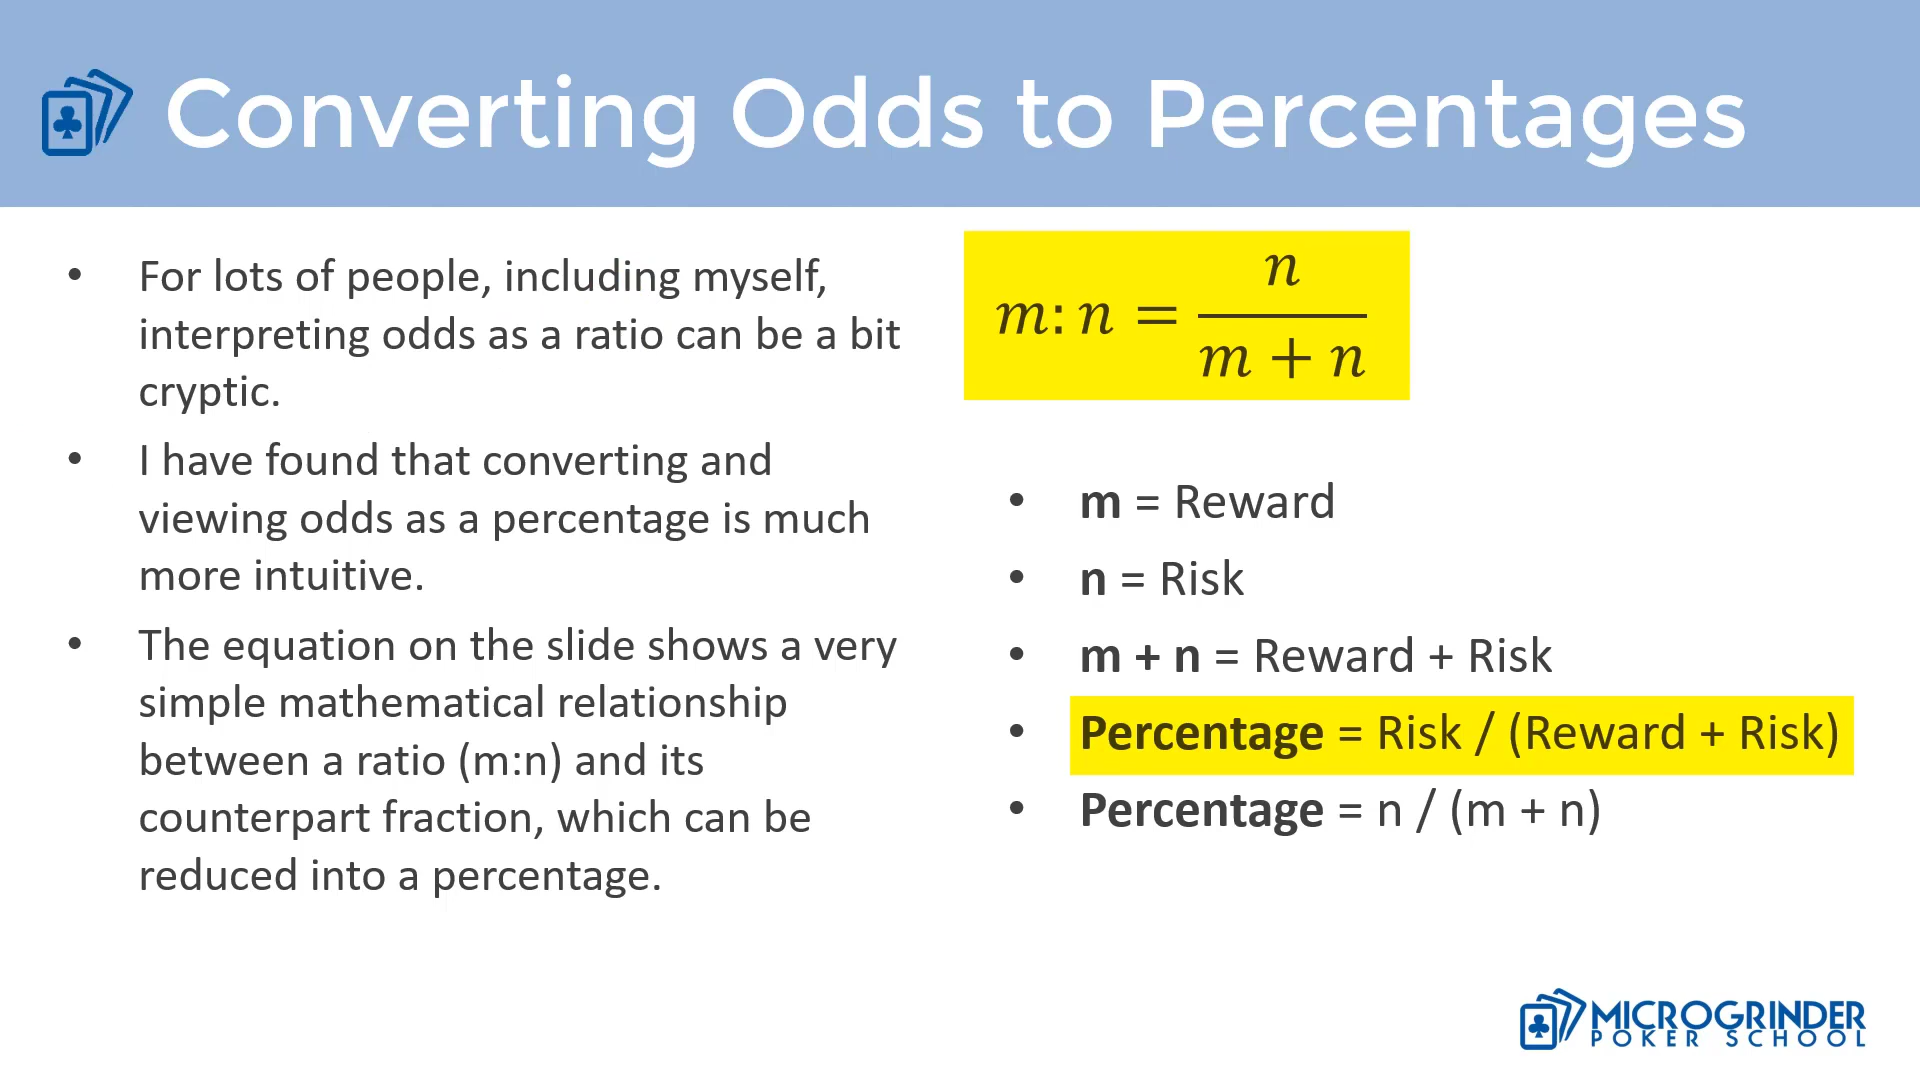 Converting Odds to Percentages
• For lots of people, including myself,
interpreting odds as a ratio can be a bit
cryptic.
• I have found that converting and
viewing odds as a percentage is much
more intuitive.
• The equation on the slide shows a very
simple mathematical relationship
between a ratio (m:n) and its
counterpart fraction, which can be
reduced into a percentage.
m: n = n / (m + n)
• m = Reward
• n = Risk
• m + n = Reward + Risk
• Percentage = Risk / (Reward + Risk)
• Percentage = n / (m + n)
MICROGRINDER
POKER SCHOOL